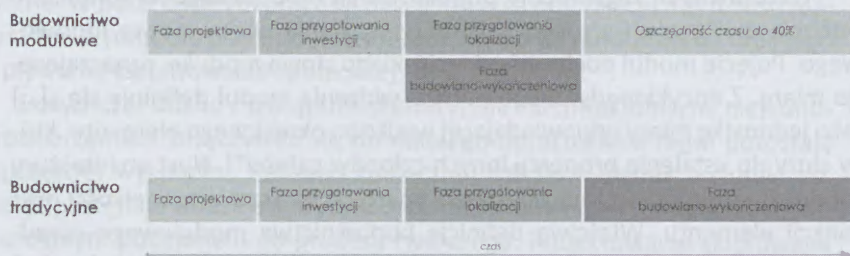 Budownictwo
modułowe
Faza projektowa
Faza przygotowania
inwestycji
Faza przygotowania
lokalizacji
Oszczędność czasu do 40%
Faza
budowlano-wykończeniowa
Budownictwo
tradycyjne
Faza projektowa
Faza przygotowania
inwestycji
Faza przygotowania
lokalizacji
Faza
budowlano-wykończeniowa
czas